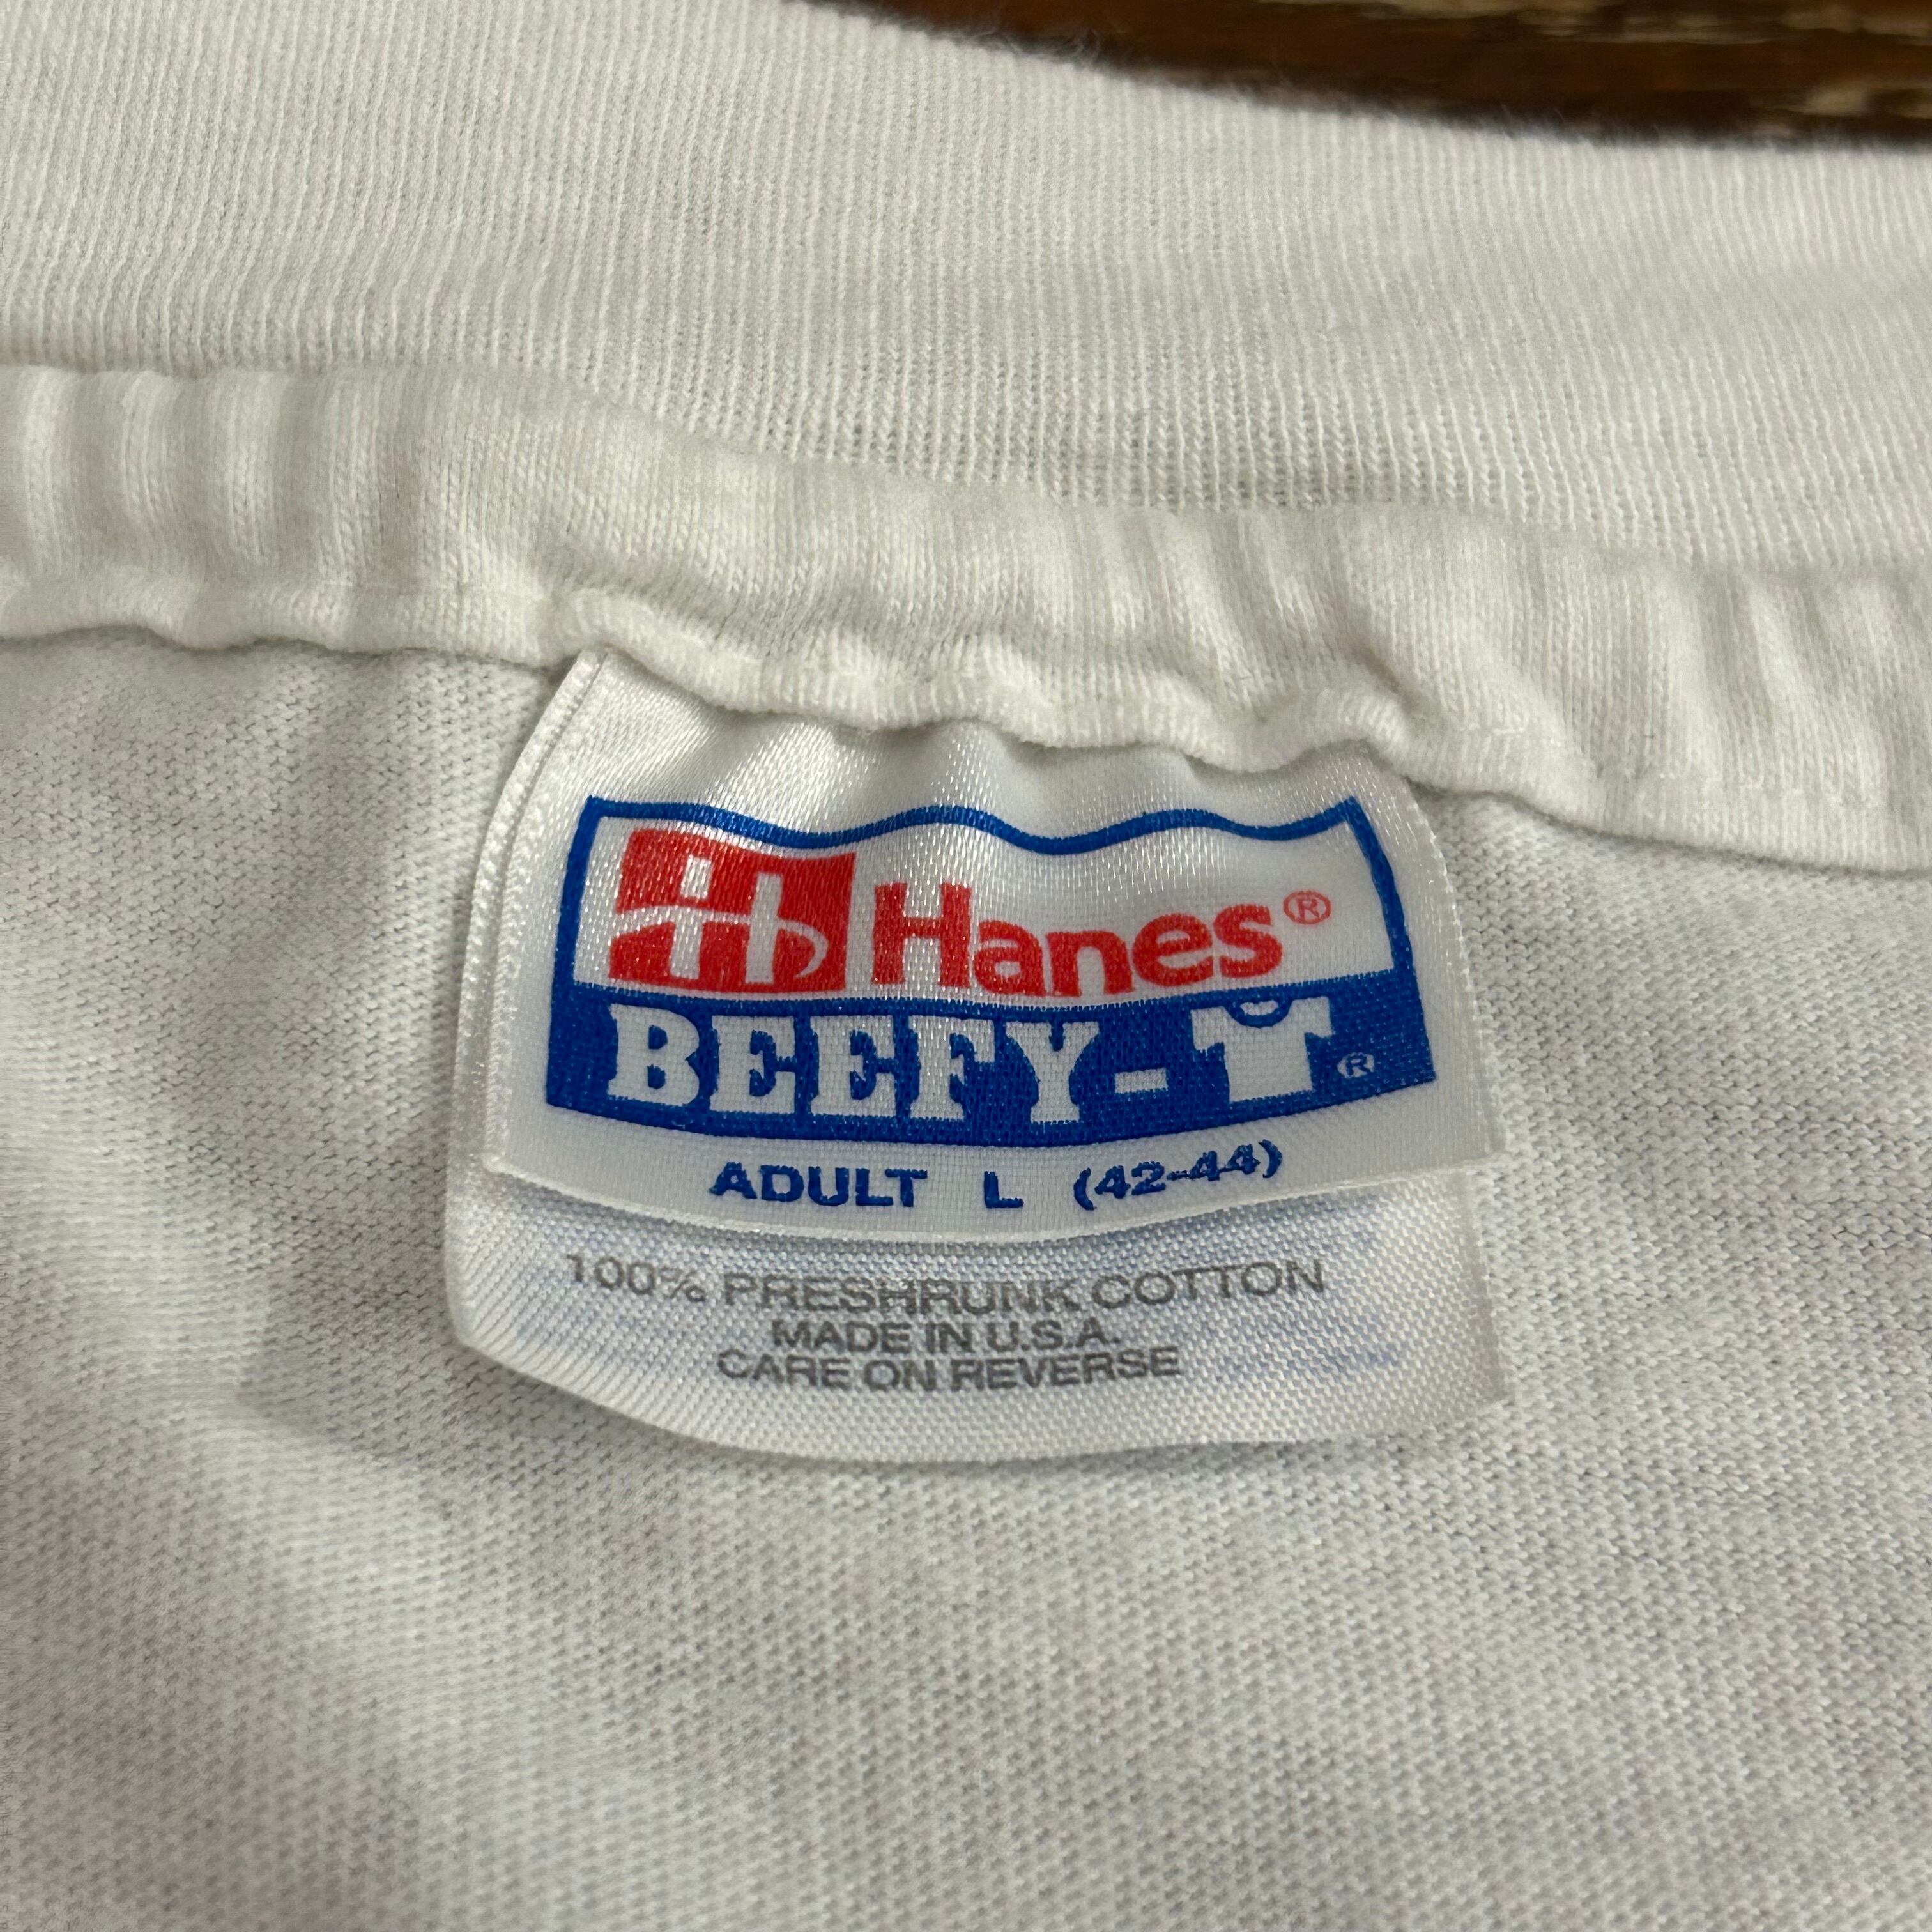 Hanes®
BEEFY-T®
ADULT L (42-44)
100% PRESHRUNK COTTON
MADE IN U.S.A.
CARE ON REVERSE